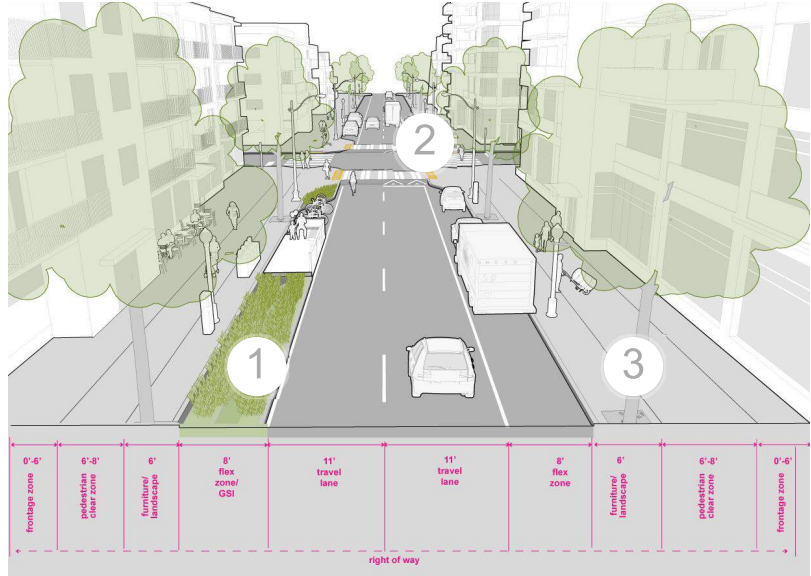 2
1
3
0'-6'
frontage zone
6'-8'
pedestrian
clear zone
6'
furniture/
landscape
8'
flex
zone/
GSI
11'
travel
lane
11'
travel
lane
8'
flex
zone
6'
furniture/
landscape
6'-8'
pedestrian
clear zone
0'-6'
frontage zone
right of way